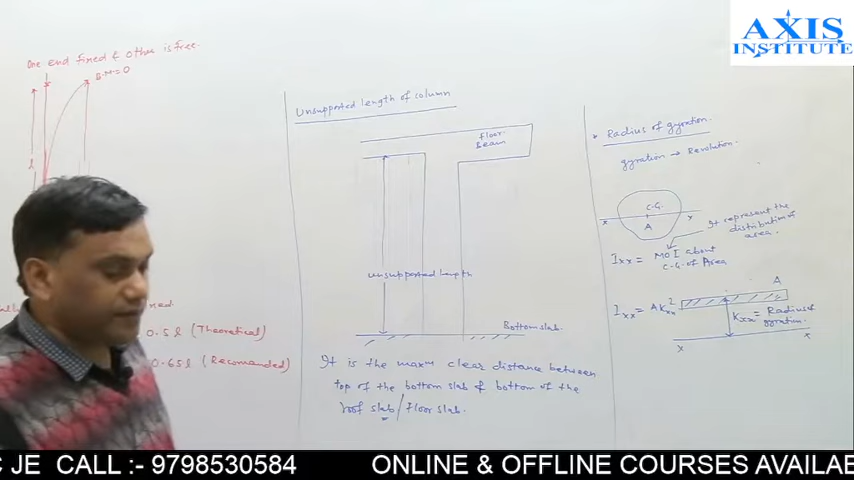 AXIS
INSTITUTE
One end fixed & other is free.
B.M=0
l
0.5l (Theoretical)
0.65l (Recomanded)
Unsupported length of column
floor
Beam
unsupported length
Bottom slab.
It is the maxm clear distance between
top of the bottom slab & bottom of the
roof slab/floor slab.
Radius of gyration.
gyration → Revolution.
C.G.
x x
A
It represent the
distribution of
area.
Ixx = MOI about
C.G. of Area
A
Ixx = AKxx²
Kxx = Radius of
gyration.
x x
C JE CALL :- 9798530584 ONLINE & OFFLINE COURSES AVAILAB